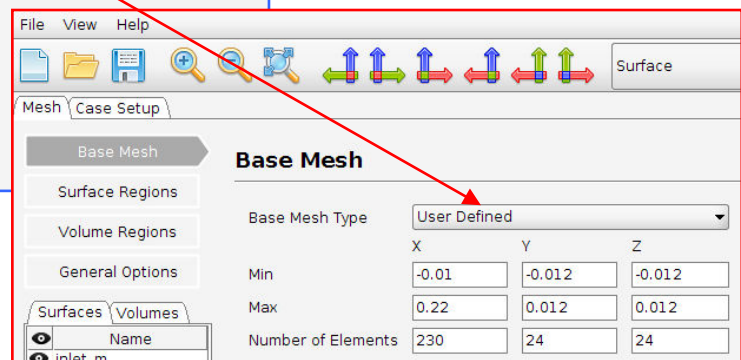 File View Help
Surface
Mesh Case Setup
Base Mesh
Base Mesh
Surface Regions
Base Mesh Type User Defined
Volume Regions
X Y Z
General Options
Min -0.01 -0.012 -0.012
Max 0.22 0.012 0.012
Surfaces Volumes
Number of Elements 230 24 24
Name
inlet_m